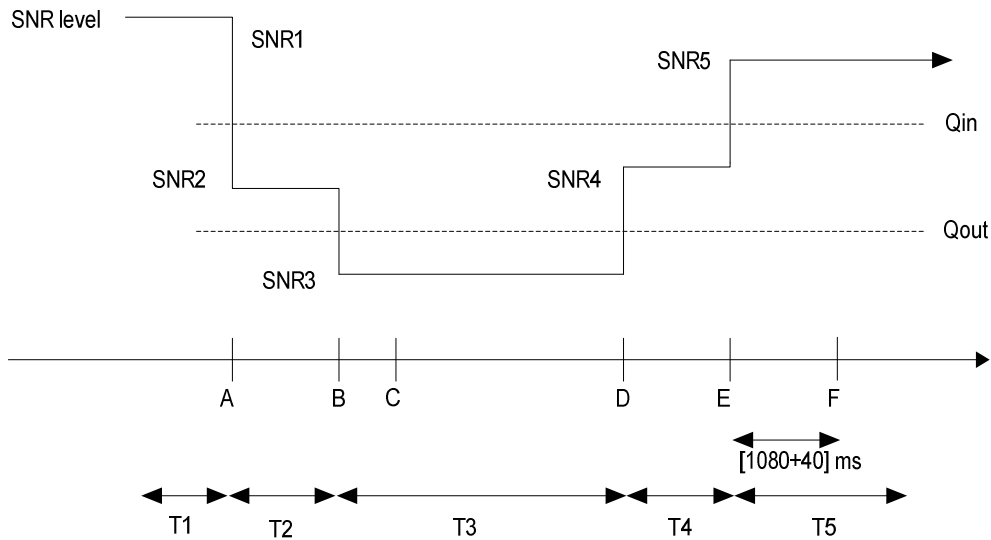 SNR level
SNR1
SNR5
Qin
SNR2
SNR4
Qout
SNR3
A B C D E F
[1080+40] ms
T1 T2 T3 T4 T5